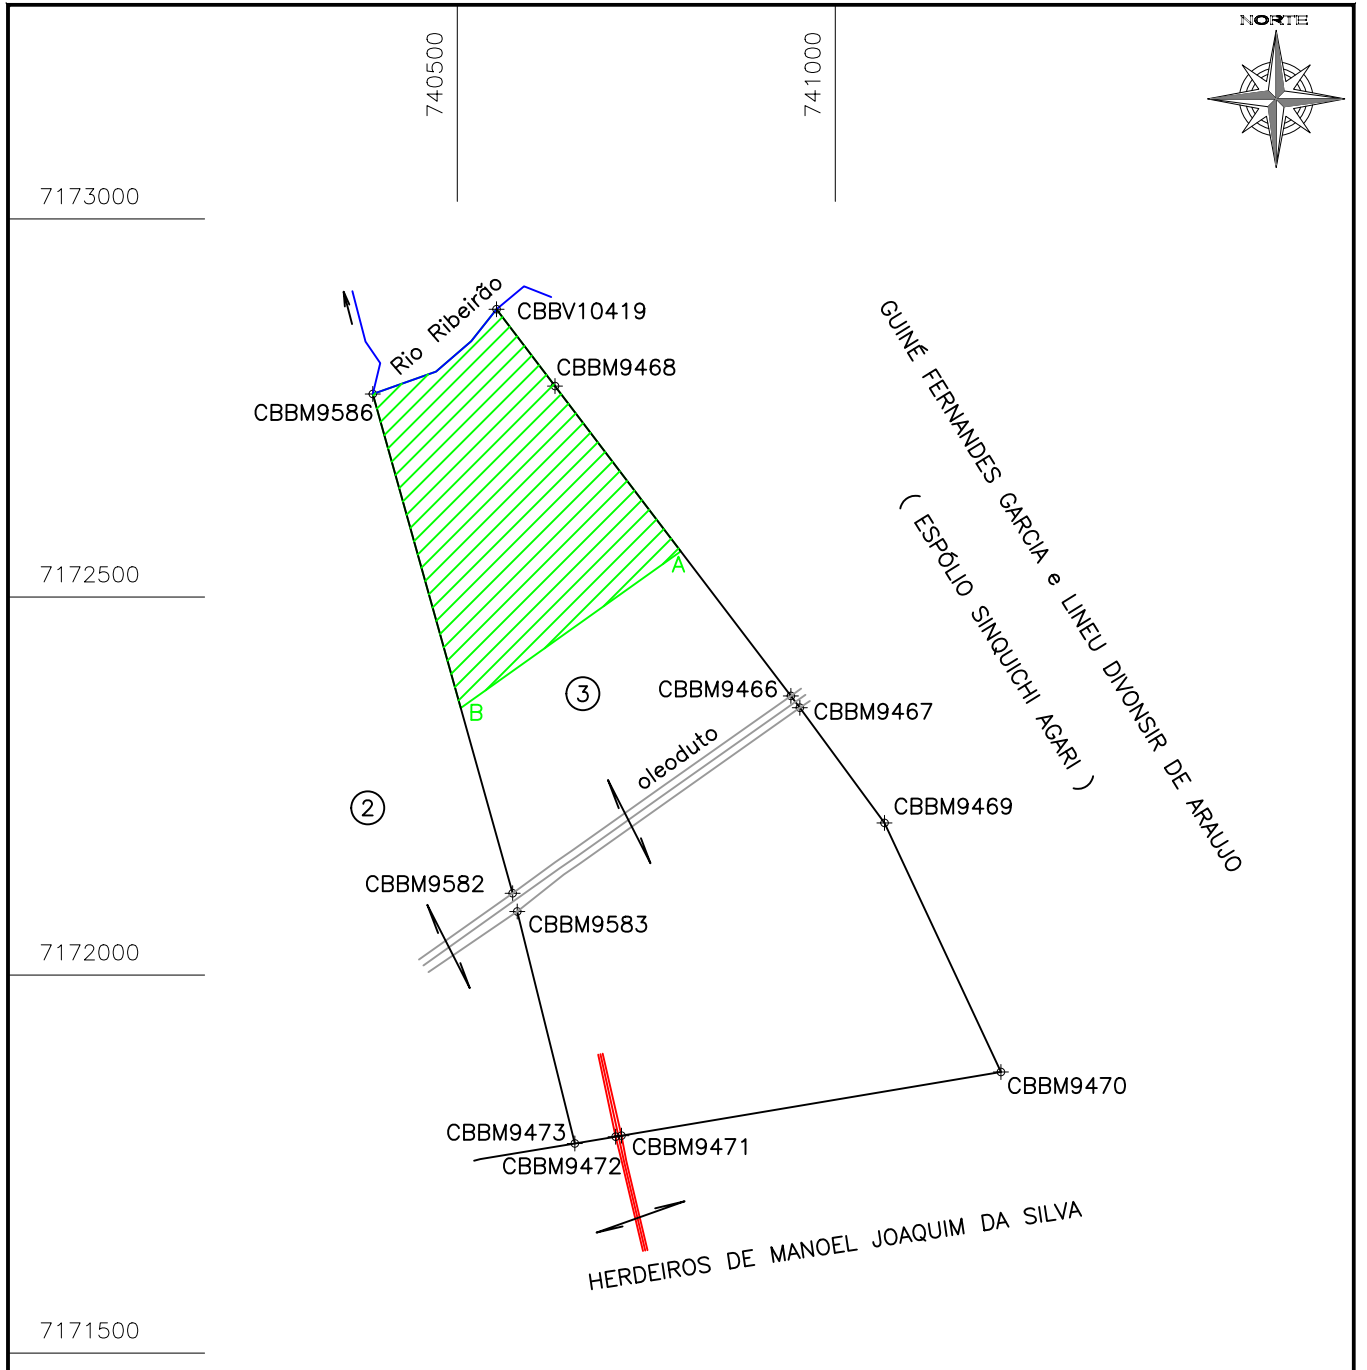 NORTE
740500
741000
7173000
Rio Ribeirão
CBBV10419
CBBM9468
CBBM9586
GUINÉ FERNANDES GARCIA e LINEU DIVONSIR DE ARAUJO
( ESPÓLIO SINQUICHI AGARI )
7172500
A
B
3
CBBM9466
CBBM9467
oleoduto
2
CBBM9469
CBBM9582
CBBM9583
7172000
CBBM9470
CBBM9473
CBBM9471
CBBM9472
HERDEIROS DE MANOEL JOAQUIM DA SILVA
7171500